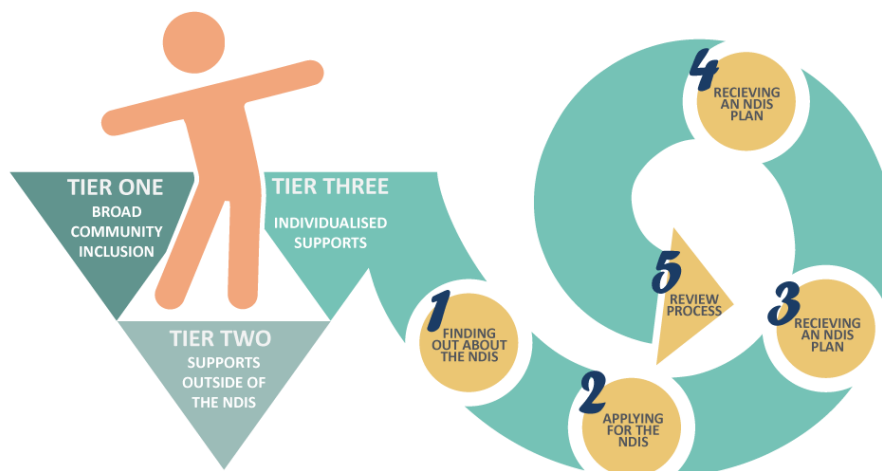 TIER ONE
BROAD
COMMUNITY
INCLUSION
TIER TWO
SUPPORTS
OUTSIDE OF
THE NDIS
TIER THREE
INDIVIDUALISED
SUPPORTS
1
FINDING
OUT ABOUT
THE NDIS
2
APPLYING
FOR THE
NDIS
3
RECIEVING
AN NDIS
PLAN
4
RECIEVING
AN NDIS
PLAN
5
REVIEW
PROCESS